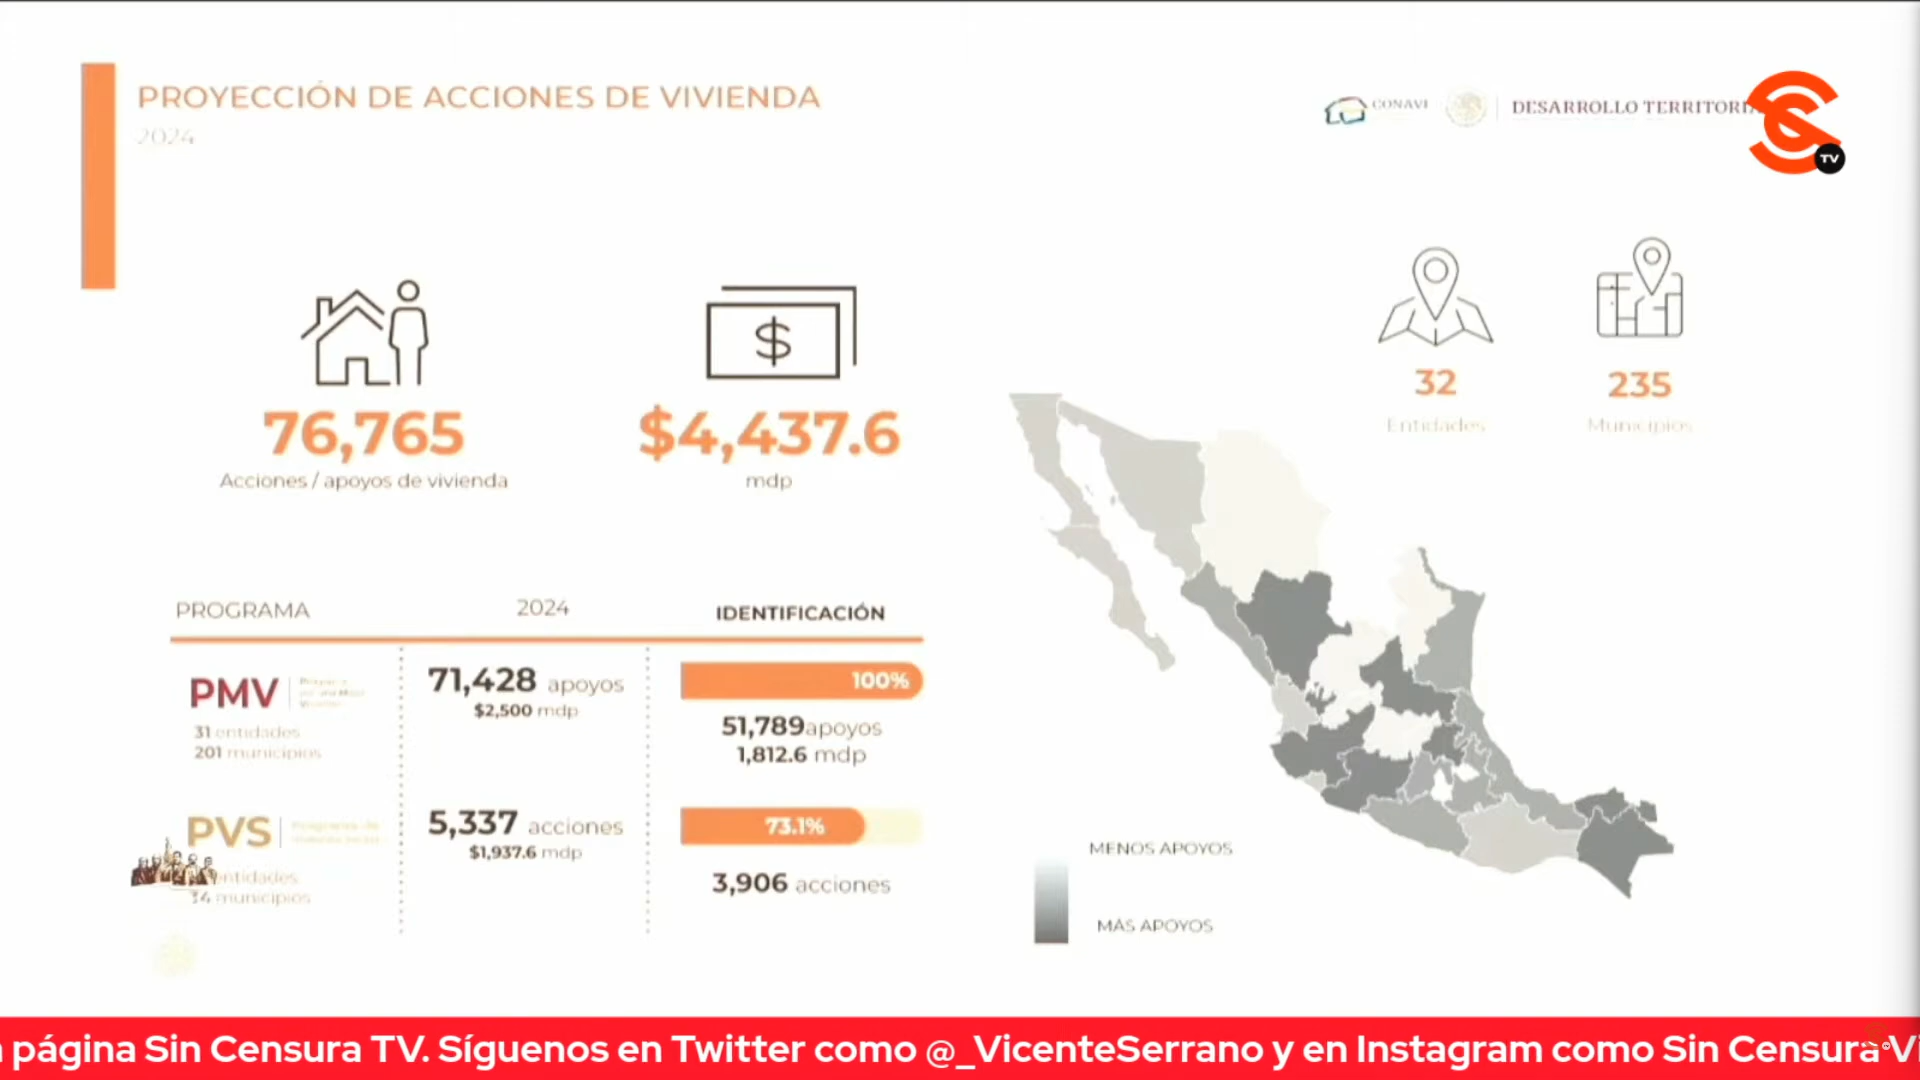 PROYECCIÓN DE ACCIONES DE VIVIENDA
2024
CONAVI
DESARROLLO TERRITORI
TV
76,765
Acciones / apoyos de vivienda
$
$4,437.6
mdp
32
Entidades
235
Municipios
PROGRAMA
2024
IDENTIFICACIÓN
PMV
31 entidades
201 municipios
71,428 apoyos
$2,500 mdp
100%
51,789apoyos
1,812.6 mdp
PVS
entidades
34 municipios
5,337 acciones
$1,937.6 mdp
73.1%
3,906 acciones
MENOS APOYOS
MÁS APOYOS
página Sin Censura TV. Síguenos en Twitter como @_VicenteSerrano y en Instagram como Sin Censura Vi